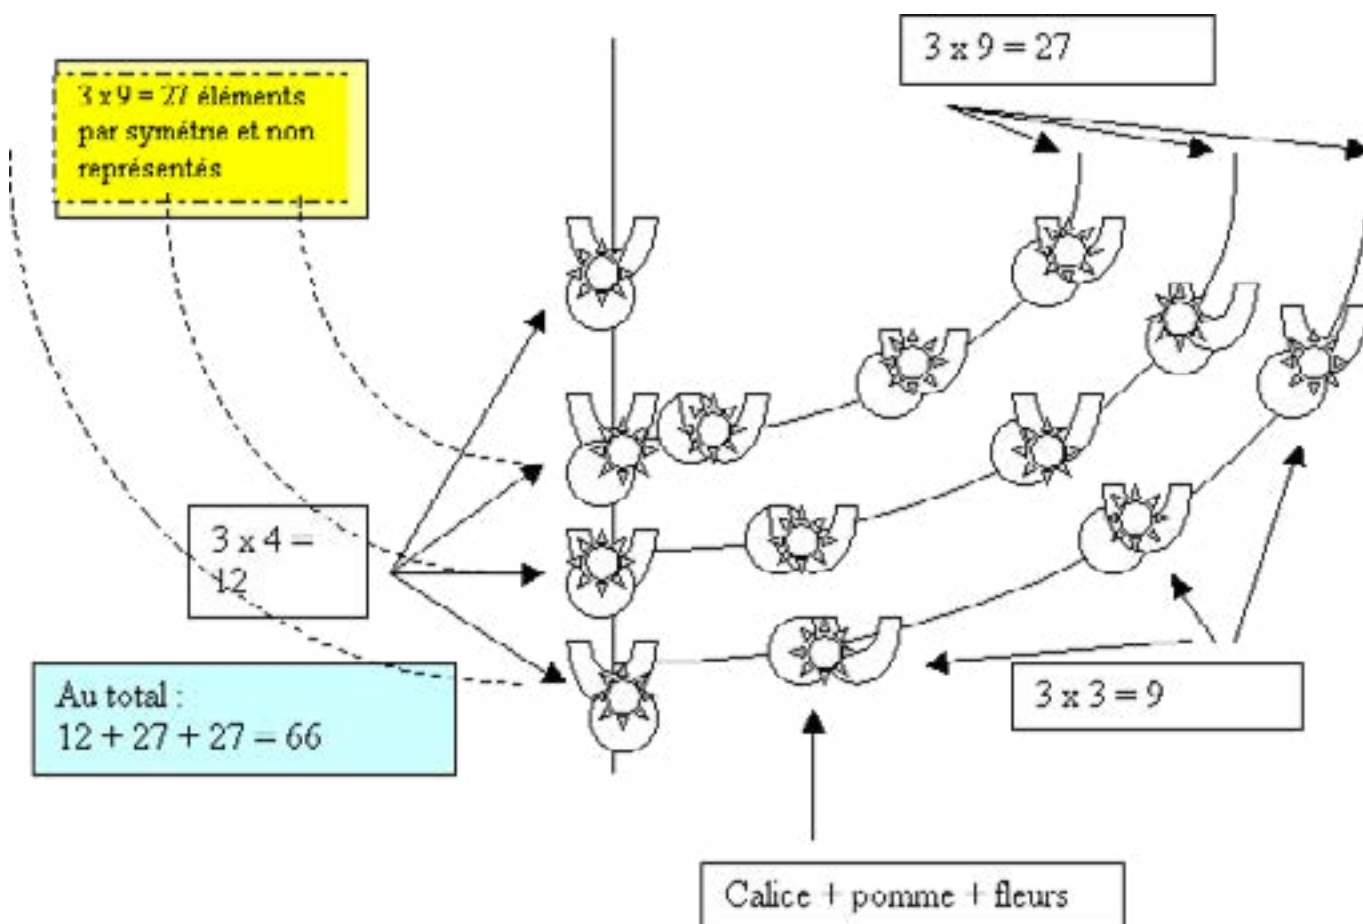 3 x 9 = 27
3 x 9 = 27 éléments
par symétrie et non
représentés
3 x 4 =
12
Au total :
12 + 27 + 27 = 66
3 x 3 = 9
Calice + pomme + fleurs